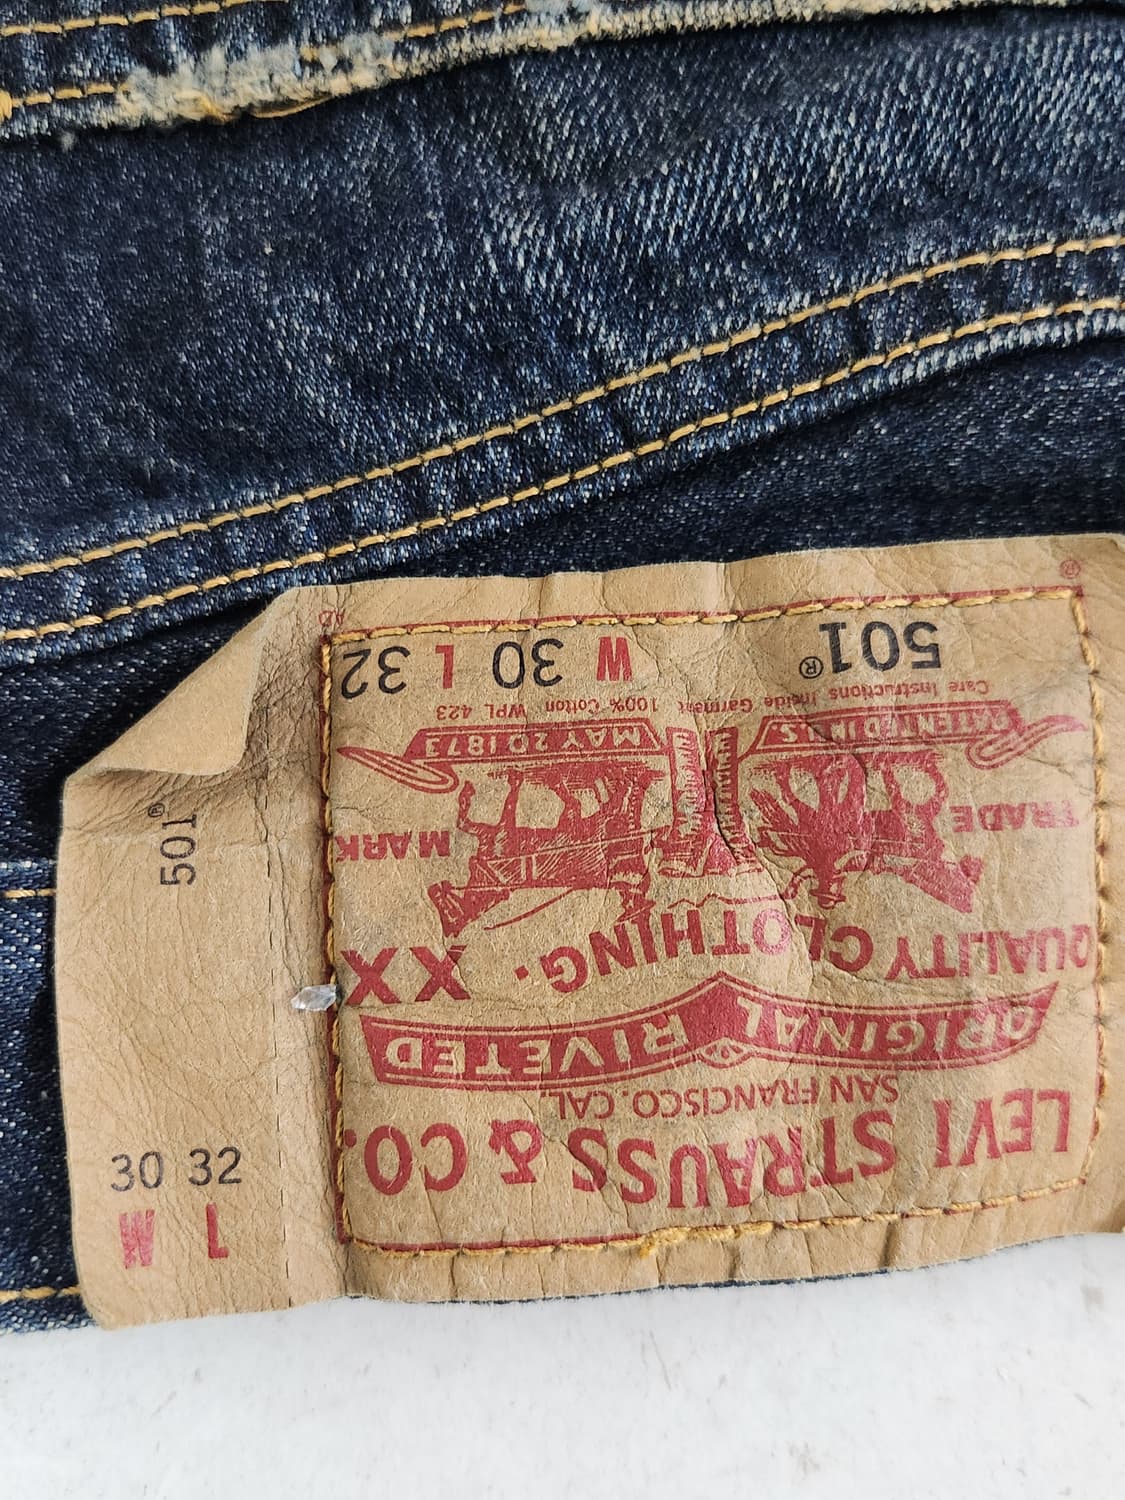 LEVI STRAUSS & CO.
SAN FRANCISCO. CAL,
ORIGINAL RIVETED
QUALITY CLOTHING. XX
TRADE MARK
PATENTED IN U.S. MAY 20 1873
Care Instructions Inside Garment 100% Cotton WPL 423
501® W 30 L 32
®
501®
30 32
W L